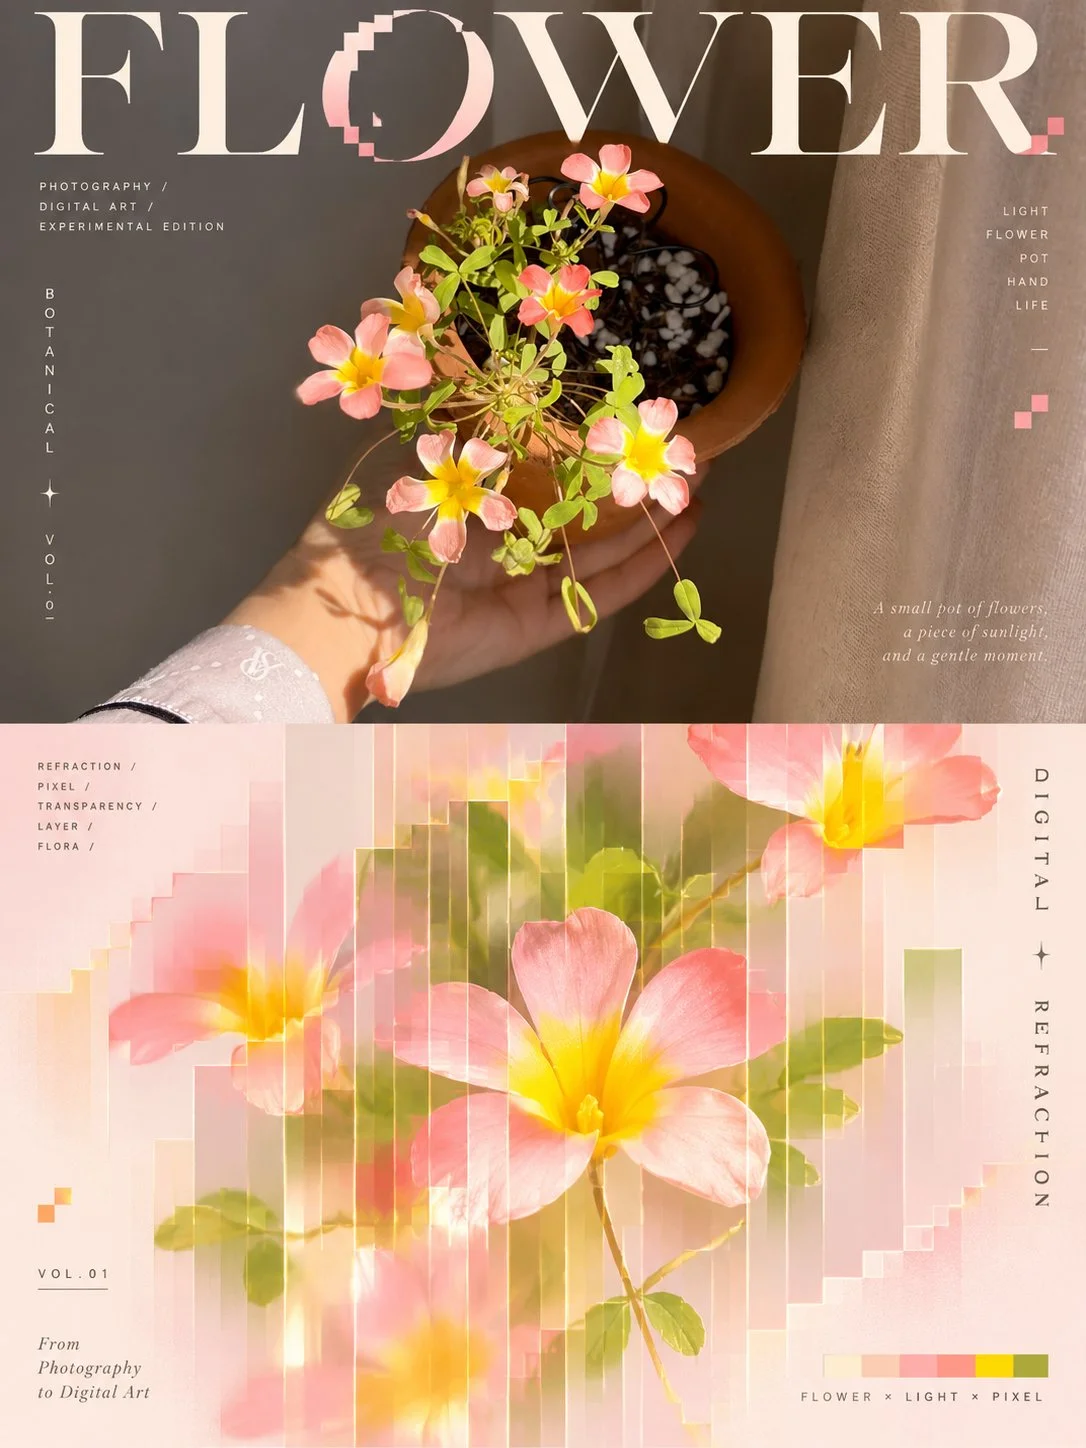 FLOWER
PHOTOGRAPHY /
DIGITAL ART /
EXPERIMENTAL EDITION
LIGHT
FLOWER
POT
HAND
LIFE
BOTANICAL
VOL.01
A small pot of flowers,
a piece of sunlight,
and a gentle moment.
REFRACTION /
PIXEL /
TRANSPARENCY /
LAYER /
FLORA /
DIGITAL
REFRACTION
VOL.01
From
Photography
to Digital Art
FLOWER × LIGHT × PIXEL